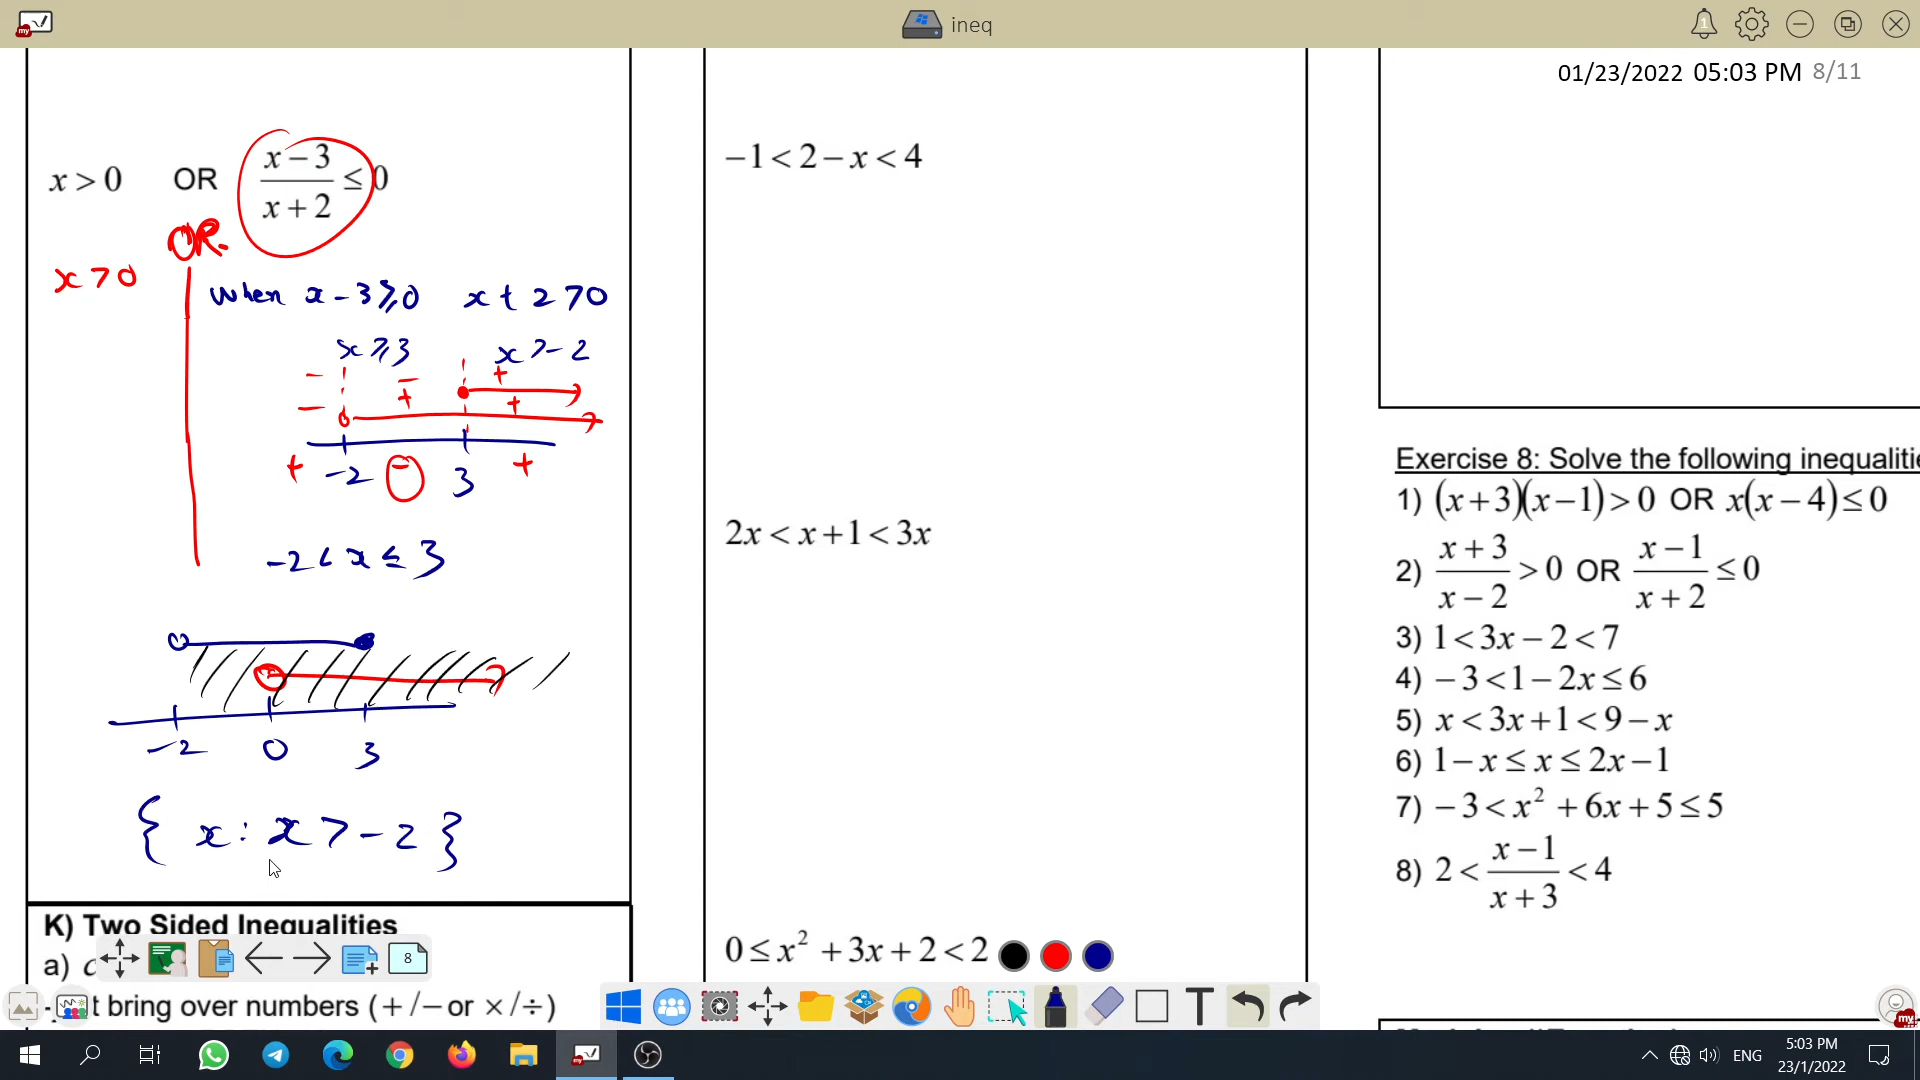 ineq
01/23/2022 05:03 PM 8/11
x > 0 OR (x − 3)/(x + 2) ≤ 0
OR.
x > 0
when x − 3 ≥ 0 x + 2 > 0
x ≥ 3 x > −2
− − + +
− + +
+ −2 − 3 +
−2 < x ≤ 3
−2 0 3
{ x : x > −2 }
K) Two Sided Inequalities
a)
t bring over numbers (+/− or ×/÷)
8
−1 < 2 − x < 4
2x < x + 1 < 3x
0 ≤ x² + 3x + 2 < 2
Exercise 8: Solve the following inequalitie
1) (x + 3)(x − 1) > 0 OR x(x − 4) ≤ 0
2) (x + 3)/(x − 2) > 0 OR (x − 1)/(x + 2) ≤ 0
3) 1 < 3x − 2 < 7
4) − 3 < 1 − 2x ≤ 6
5) x < 3x + 1 < 9 − x
6) 1 − x ≤ x ≤ 2x − 1
7) − 3 < x² + 6x + 5 ≤ 5
8) 2 < (x − 1)/(x + 3) < 4
T
ENG
5:03 PM
23/1/2022